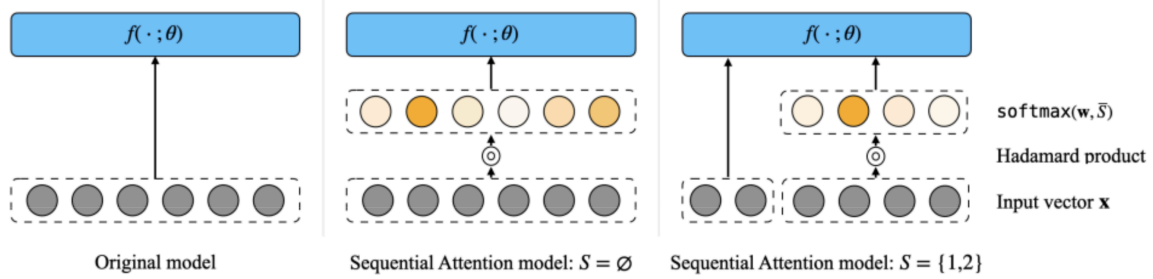 f( · ; θ)
f( · ; θ)
f( · ; θ)
softmax(𝐰, S̅)
Hadamard product
Input vector 𝐱
Original model
Sequential Attention model: S = ∅
Sequential Attention model: S = {1,2}